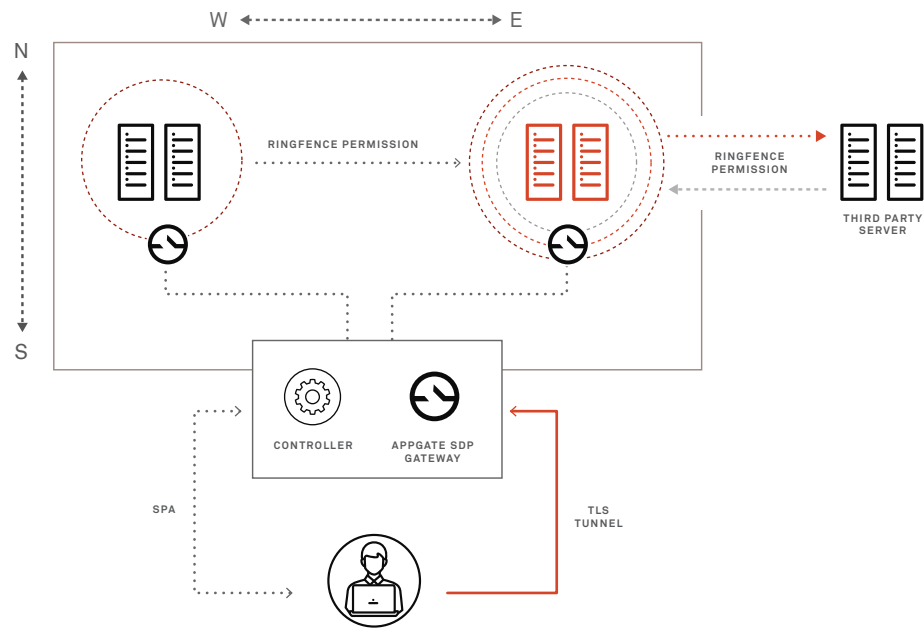 W
E
N
RINGFENCE PERMISSION
RINGFENCE
PERMISSION
THIRD PARTY
SERVER
S
CONTROLLER
APPGATE SDP
GATEWAY
SPA
TLS
TUNNEL